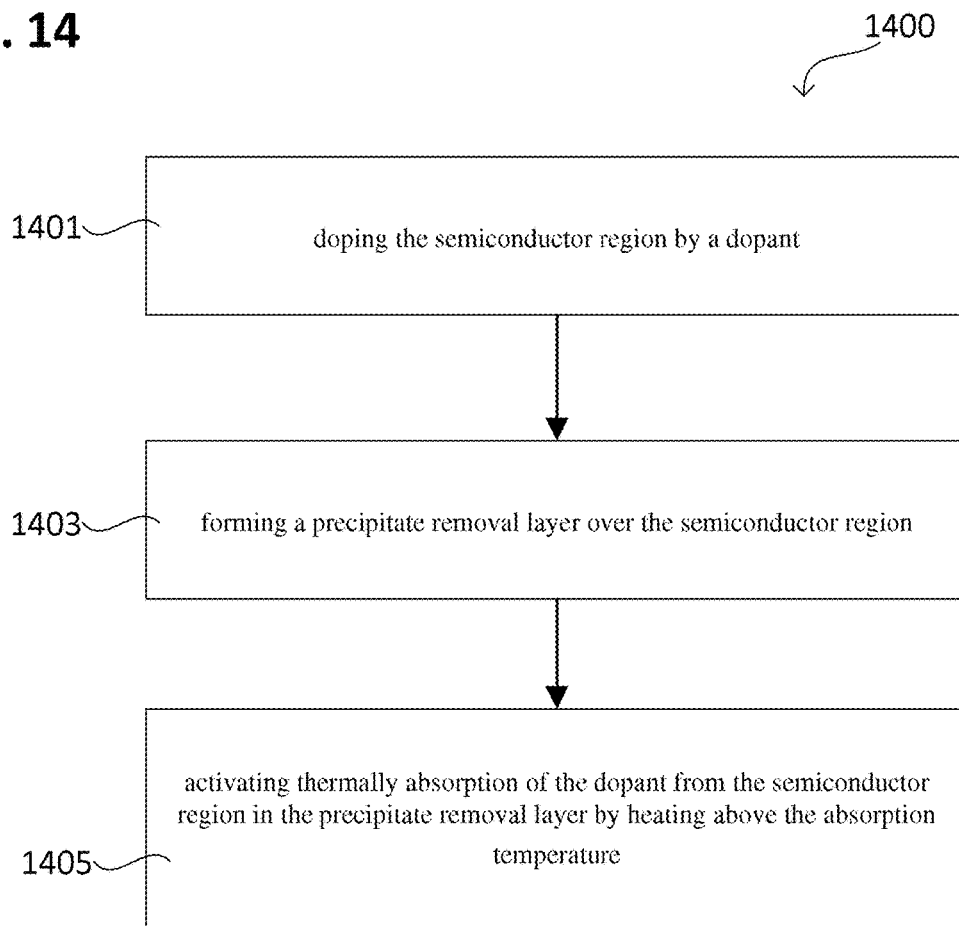 . 14
1400
1401
doping the semiconductor region by a dopant
1403
forming a precipitate removal layer over the semiconductor region
activating thermally absorption of the dopant from the semiconductor
region in the precipitate removal layer by heating above the absorption
temperature
1405